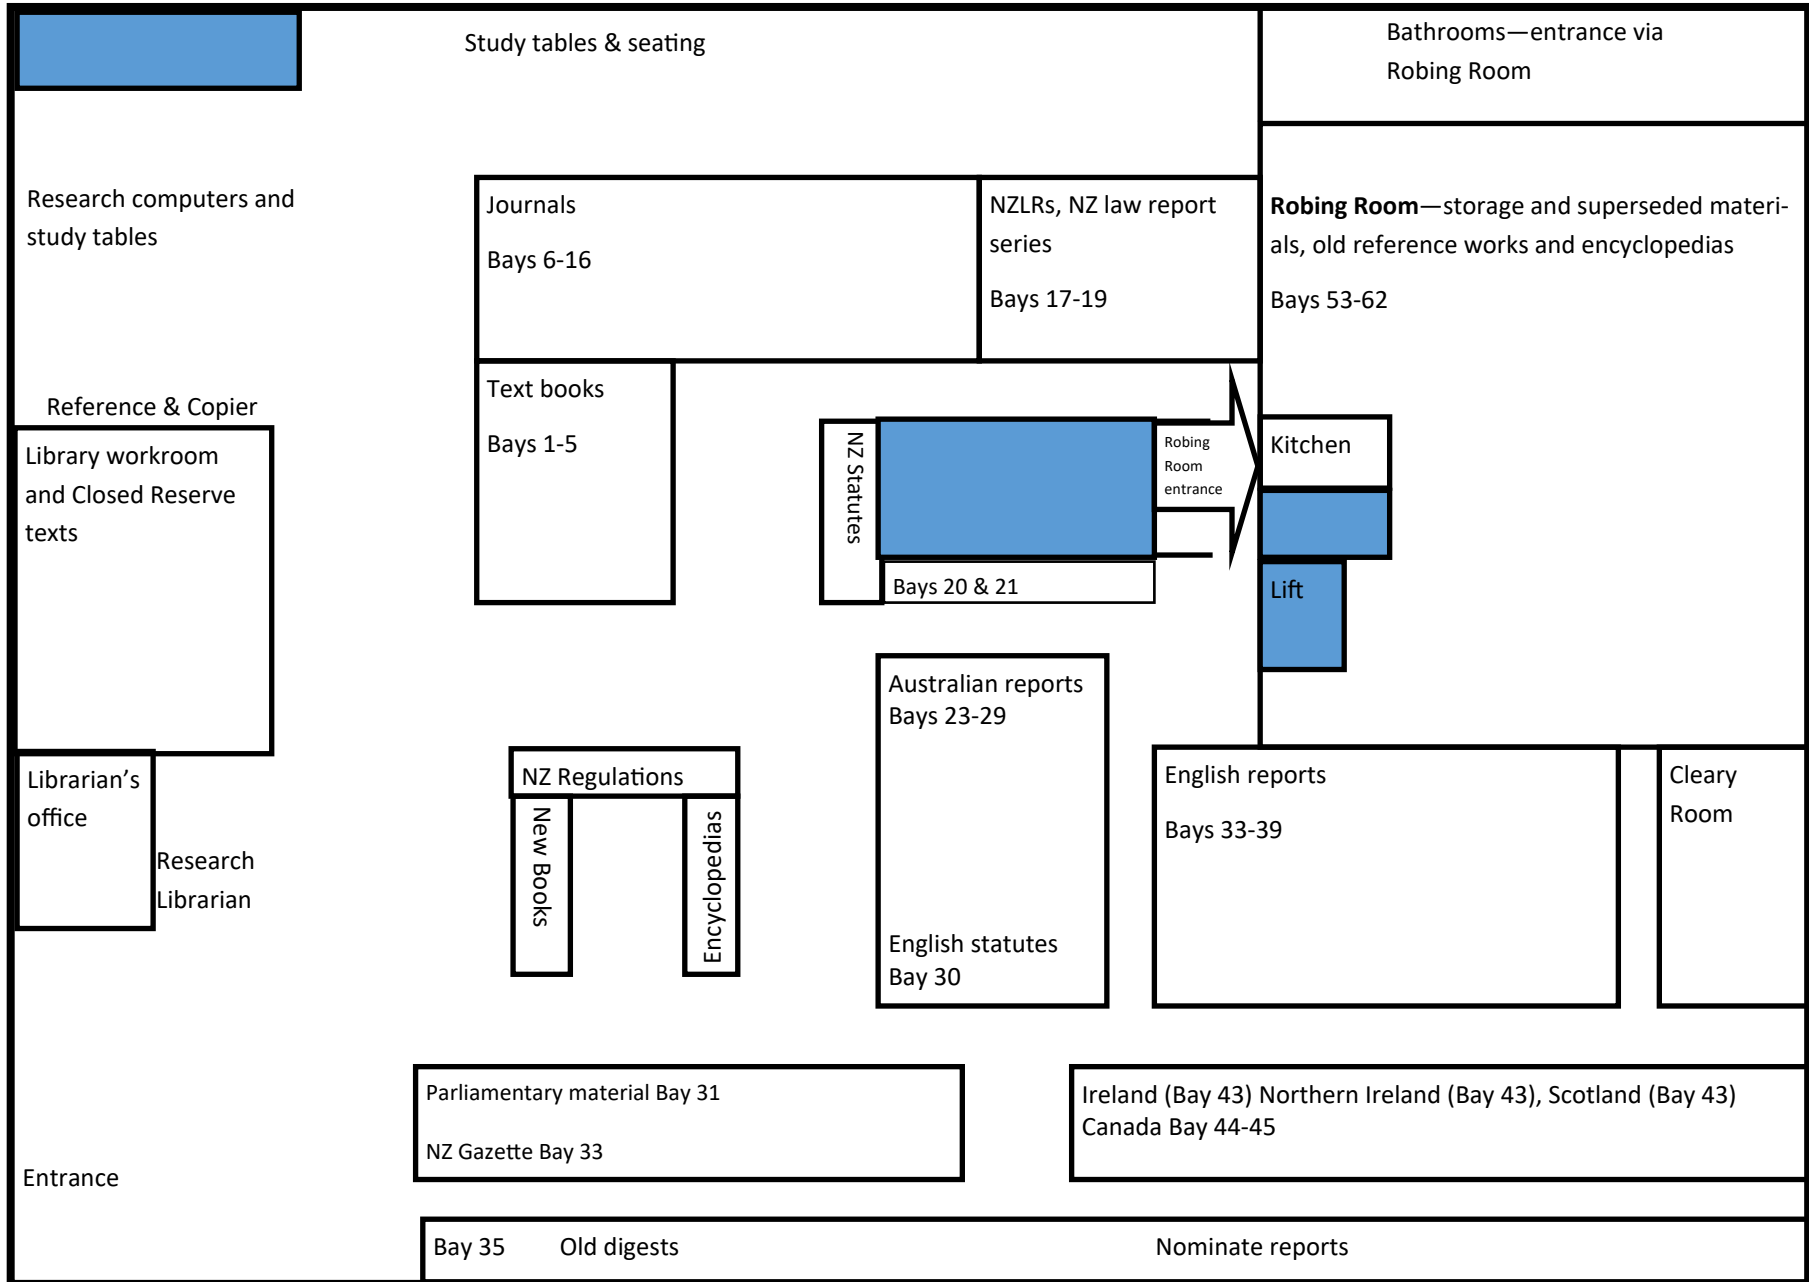 Study tables & seating
Bathrooms—entrance via
Robing Room
Research computers and
study tables
Journals
Bays 6-16
NZLRs, NZ law report
series
Bays 17-19
Robing Room—storage and superseded materi-
als, old reference works and encyclopedias
Bays 53-62
Reference & Copier
Text books
Bays 1-5
Library workroom
and Closed Reserve
texts
NZ Statutes
Robing
Room
entrance
Kitchen
Bays 20 & 21
Lift
Australian reports
Bays 23-29
English statutes
Bay 30
Librarian’s
office
Research
Librarian
NZ Regulations
New Books
Encyclopedias
English reports
Bays 33-39
Cleary
Room
Parliamentary material Bay 31
NZ Gazette Bay 33
Ireland (Bay 43) Northern Ireland (Bay 43), Scotland (Bay 43)
Canada Bay 44-45
Entrance
Bay 35 Old digests Nominate reports